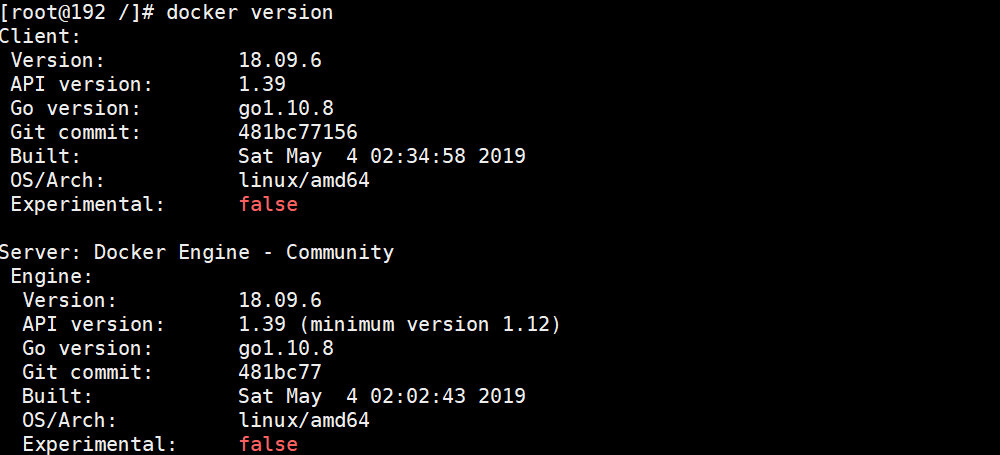 [root@192 /]# docker version
Client:
 Version:           18.09.6
 API version:       1.39
 Go version:        go1.10.8
 Git commit:        481bc77156
 Built:             Sat May  4 02:34:58 2019
 OS/Arch:           linux/amd64
 Experimental:      false

Server: Docker Engine - Community
 Engine:
  Version:          18.09.6
  API version:      1.39 (minimum version 1.12)
  Go version:       go1.10.8
  Git commit:       481bc77
  Built:            Sat May  4 02:02:43 2019
  OS/Arch:          linux/amd64
  Experimental:     false